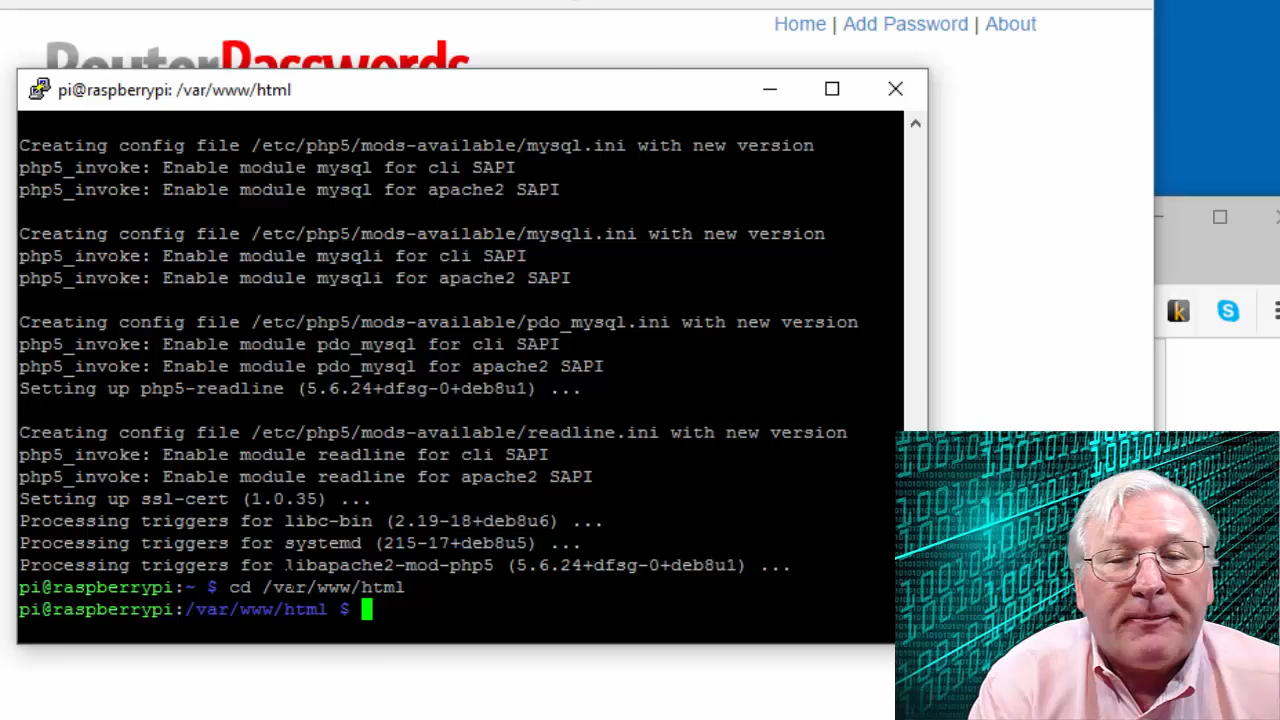 Home | Add Password | About
RouterPasswords
pi@raspberrypi: /var/www/html
Creating config file /etc/php5/mods-available/mysql.ini with new version
php5_invoke: Enable module mysql for cli SAPI
php5_invoke: Enable module mysql for apache2 SAPI
Creating config file /etc/php5/mods-available/mysqli.ini with new version
php5_invoke: Enable module mysqli for cli SAPI
php5_invoke: Enable module mysqli for apache2 SAPI
Creating config file /etc/php5/mods-available/pdo_mysql.ini with new version
php5_invoke: Enable module pdo_mysql for cli SAPI
php5_invoke: Enable module pdo_mysql for apache2 SAPI
Setting up php5-readline (5.6.24+dfsg-0+deb8u1) ...
Creating config file /etc/php5/mods-available/readline.ini with new version
php5_invoke: Enable module readline for cli SAPI
php5_invoke: Enable module readline for apache2 SAPI
Setting up ssl-cert (1.0.35) ...
Processing triggers for libc-bin (2.19-18+deb8u6) ...
Processing triggers for systemd (215-17+deb8u5) ...
Processing triggers for libapache2-mod-php5 (5.6.24+dfsg-0+deb8u1) ...
pi@raspberrypi:~ $ cd /var/www/html
pi@raspberrypi:/var/www/html $
k